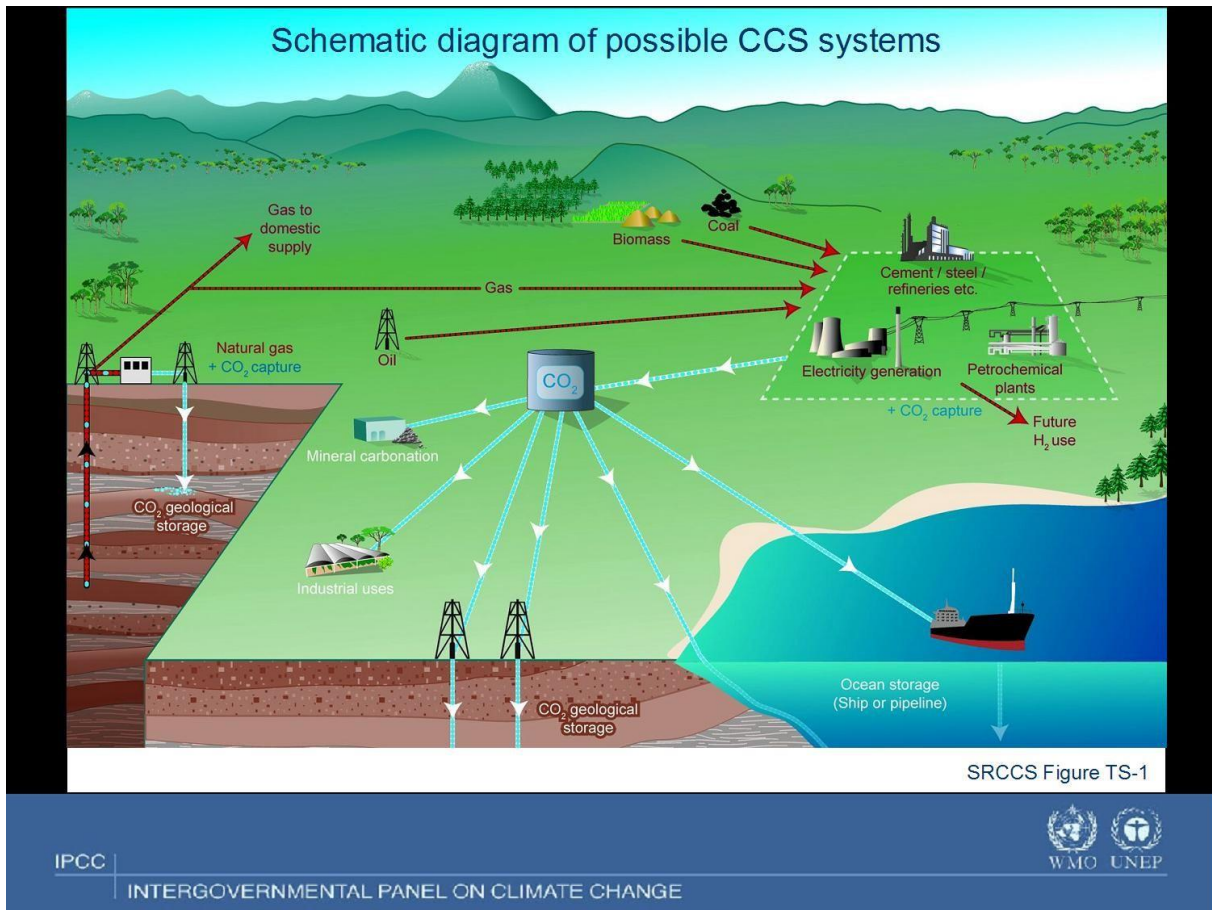 Schematic diagram of possible CCS systems
Gas to
domestic
supply
Biomass
Coal
Cement / steel /
refineries etc.
Gas
Oil
Natural gas
+ CO₂ capture
CO₂
Electricity generation
Petrochemical
plants
+ CO₂ capture
Future
H₂ use
Mineral carbonation
CO₂ geological
storage
Industrial uses
Ocean storage
(Ship or pipeline)
CO₂ geological
storage
SRCCS Figure TS-1
IPCC
INTERGOVERNMENTAL PANEL ON CLIMATE CHANGE
WMO UNEP